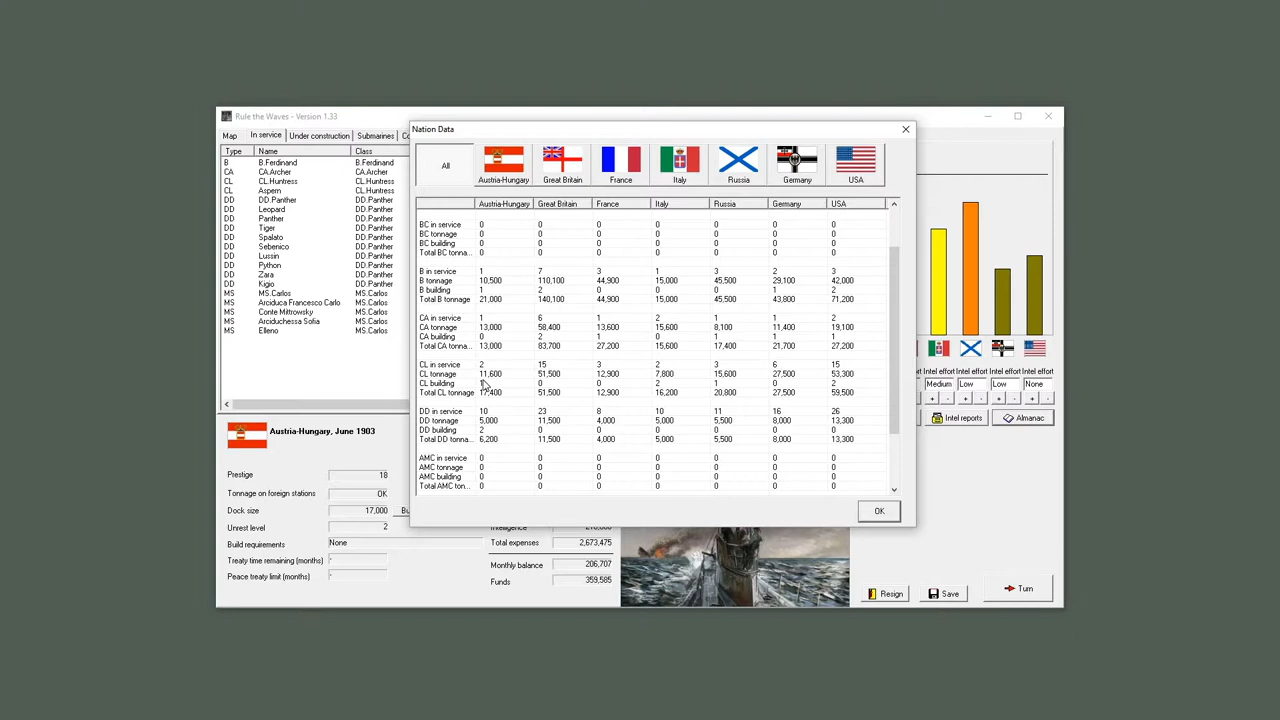 Rule the Waves - Version 1.33
Map In service Under construction Submarines
Type Name Class
B B.Ferdinand B.Ferdinand
CA CA.Archer CA.Archer
CL CL.Huntress CL.Huntress
CL Aspern CL.Huntress
DD DD.Panther DD.Panther
DD Leopard DD.Panther
DD Panther DD.Panther
DD Tiger DD.Panther
DD Spalato DD.Panther
DD Sebenico DD.Panther
DD Lussin DD.Panther
DD Python DD.Panther
DD Zara DD.Panther
DD Kigio DD.Panther
MS MS.Carlos MS.Carlos
MS Arciduca Francesco Carlo MS.Carlos
MS Conte Mittrowsky MS.Carlos
MS Arciduchessa Sofia MS.Carlos
MS Elleno MS.Carlos
Nation Data
All Austria-Hungary Great Britain France Italy Russia Germany USA
Austria-Hungary Great Britain France Italy Russia Germany USA
BC in service 0 0 0 0 0 0 0
BC tonnage 0 0 0 0 0 0 0
BC building 0 0 0 0 0 0 0
Total BC tonna... 0 0 0 0 0 0 0
B in service 1 7 3 1 3 2 3
B tonnage 10,500 110,100 44,900 15,000 45,500 29,100 42,000
B building 1 2 0 0 0 1 2
Total B tonnage 21,000 140,100 44,900 15,000 45,500 43,800 71,200
CA in service 1 6 1 2 1 1 2
CA tonnage 13,000 58,400 13,600 15,600 8,100 11,400 19,100
CA building 0 2 1 0 1 1 1
Total CA tonna... 13,000 83,700 27,200 15,600 17,400 21,700 27,200
CL in service 2 15 3 2 3 6 15
CL tonnage 11,600 51,500 12,900 7,800 15,600 27,500 53,300
CL building 1 0 0 2 1 0 2
Total CL tonnage 17,400 51,500 12,900 16,200 20,800 27,500 59,500
DD in service 10 23 8 10 11 16 26
DD tonnage 5,000 11,500 4,000 5,000 5,500 8,000 13,300
DD building 2 0 0 0 0 0 0
Total DD tonna... 6,200 11,500 4,000 5,000 5,500 8,000 13,300
AMC in service 0 0 0 0 0 0 0
AMC tonnage 0 0 0 0 0 0 0
AMC building 0 0 0 0 0 0 0
Total AMC ton... 0 0 0 0 0 0 0
OK
Intel effort Intel effort Intel effort Intel effort
Medium Low Low None
+ - + - + - + -
Intel reports Almanac
Austria-Hungary, June 1903
Prestige 18
Tonnage on foreign stations OK
Dock size 17,000
Unrest level 2
Build requirements None
Treaty time remaining (months) -
Peace treaty limit (months) -
Total expenses 2,673,475
Monthly balance 206,707
Funds 359,585
Resign Save Turn